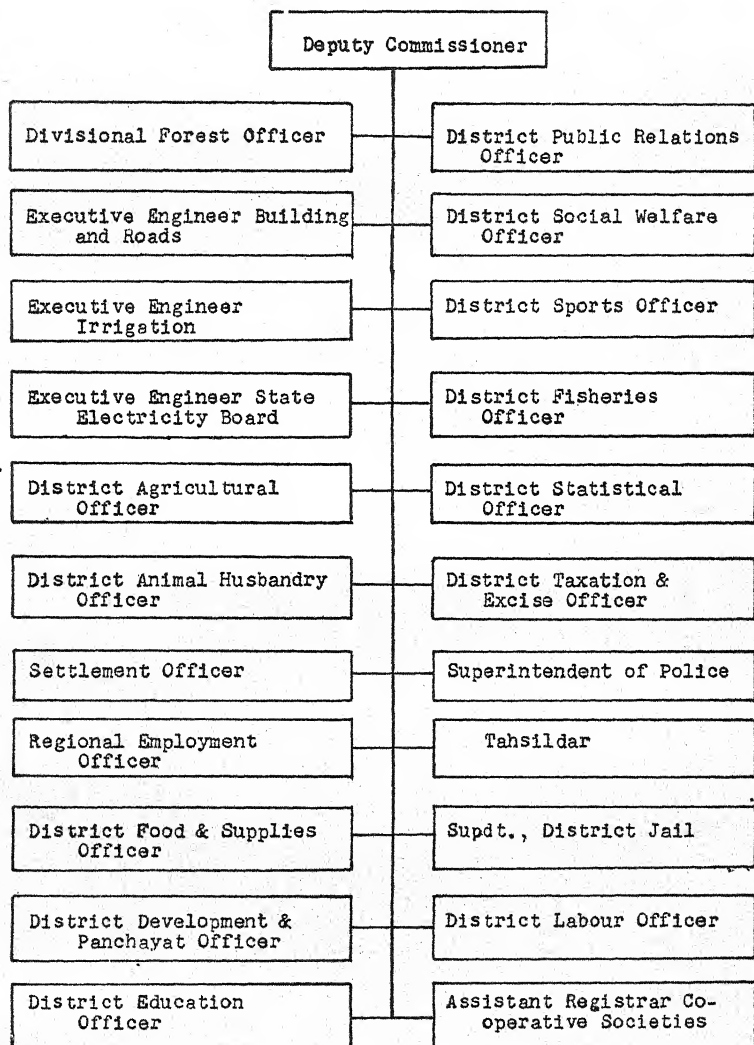 Deputy Commissioner
Divisional Forest Officer
District Public Relations
Officer
Executive Engineer Building
and Roads
District Social Welfare
Officer
Executive Engineer
Irrigation
District Sports Officer
Executive Engineer State
Electricity Board
District Fisheries
Officer
District Agricultural
Officer
District Statistical
Officer
District Animal Husbandry
Officer
District Taxation &
Excise Officer
Settlement Officer
Superintendent of Police
Regional Employment
Officer
Tahsildar
District Food & Supplies
Officer
Supdt., District Jail
District Development &
Panchayat Officer
District Labour Officer
District Education
Officer
Assistant Registrar Co-
operative Societies